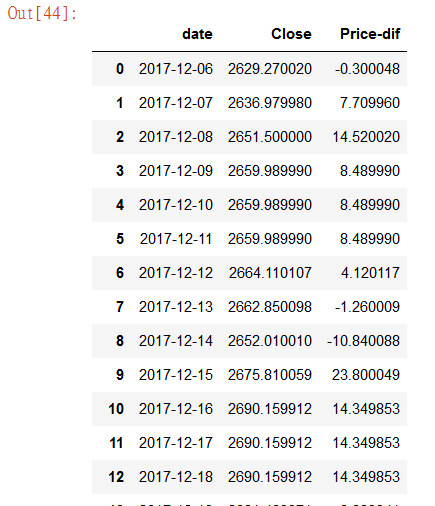 Out[44]:
date Close Price-dif
0 2017-12-06 2629.270020 -0.300048
1 2017-12-07 2636.979980 7.709960
2 2017-12-08 2651.500000 14.520020
3 2017-12-09 2659.989990 8.489990
4 2017-12-10 2659.989990 8.489990
5 2017-12-11 2659.989990 8.489990
6 2017-12-12 2664.110107 4.120117
7 2017-12-13 2662.850098 -1.260009
8 2017-12-14 2652.010010 -10.840088
9 2017-12-15 2675.810059 23.800049
10 2017-12-16 2690.159912 14.349853
11 2017-12-17 2690.159912 14.349853
12 2017-12-18 2690.159912 14.349853